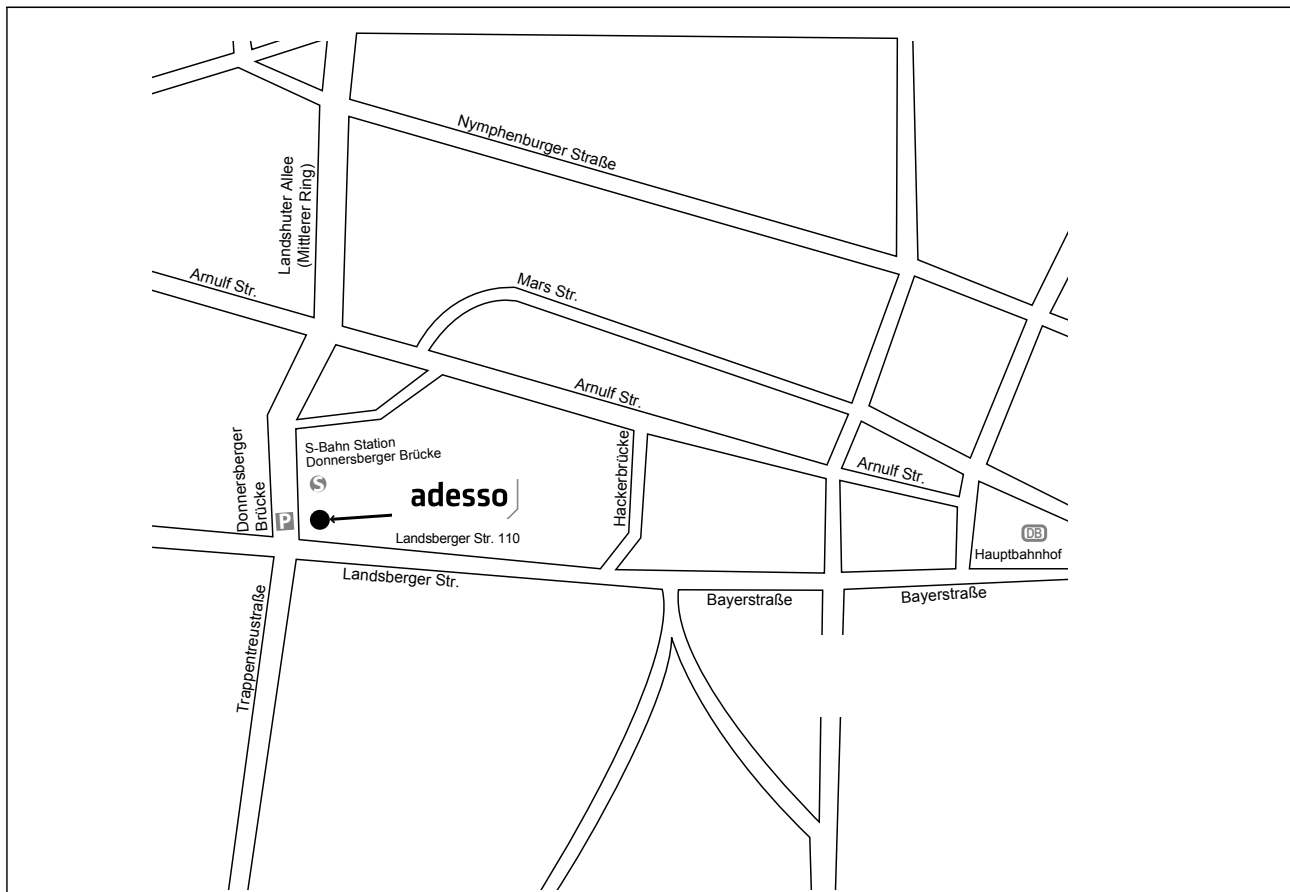 Nymphenburger Straße
Landshuter Allee
(Mittlerer Ring)
Arnulf Str.
Mars Str.
Arnulf Str.
Donnersberger
Brücke
S-Bahn Station
Donnersberger Brücke
S
Hackerbrücke
Arnulf Str.
adesso
P
Landsberger Str. 110
DB
Hauptbahnhof
Landsberger Str.
Bayerstraße
Bayerstraße
Trappentreustraße